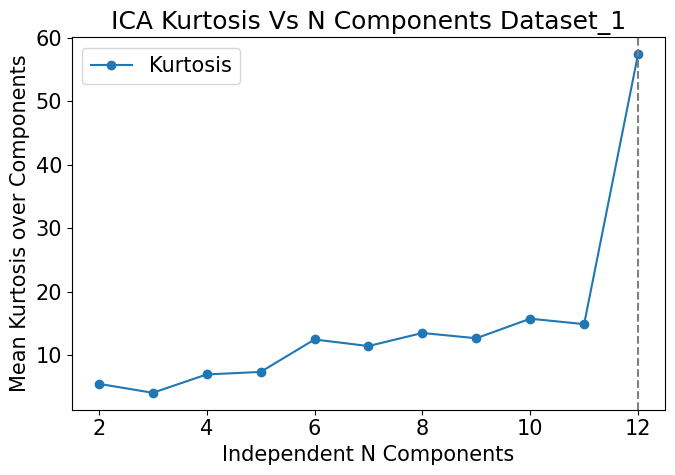 ICA Kurtosis Vs N Components Dataset_1
Kurtosis
Mean Kurtosis over Components
60
50
40
30
20
10
2 4 6 8 10 12
Independent N Components